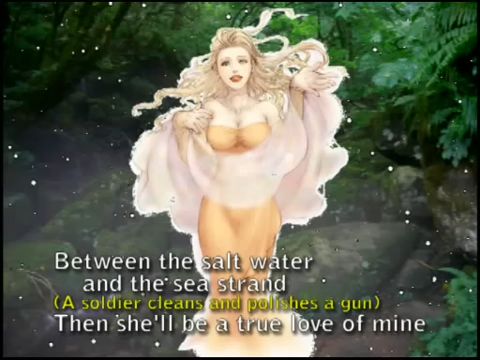 Between the salt water
and the sea strand
(A soldier cleans and polishes a gun)
Then she'll be a true love of mine